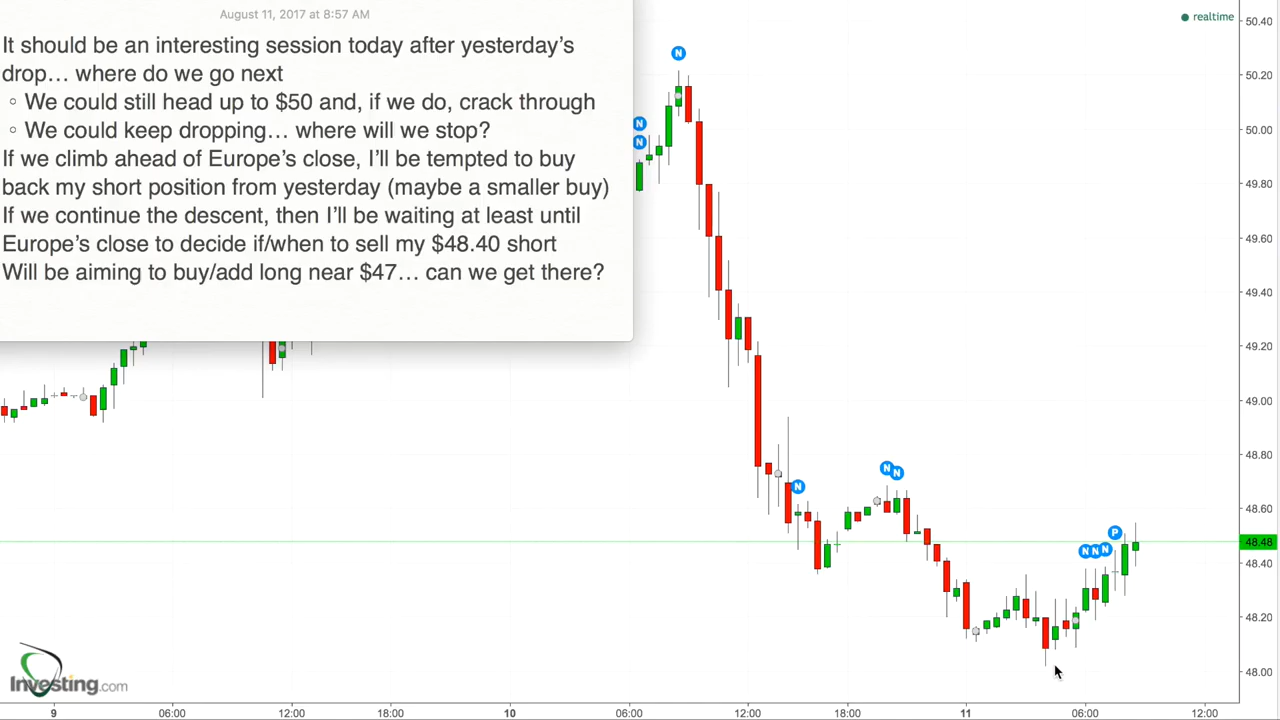 August 11, 2017 at 8:57 AM
It should be an interesting session today after yesterday's
drop… where do we go next
◦ We could still head up to $50 and, if we do, crack through
◦ We could keep dropping… where will we stop?
If we climb ahead of Europe's close, I'll be tempted to buy
back my short position from yesterday (maybe a smaller buy)
If we continue the descent, then I'll be waiting at least until
Europe's close to decide if/when to sell my $48.40 short
Will be aiming to buy/add long near $47… can we get there?
realtime
50.40
N
50.20
N
50.00
N
49.80
49.60
49.40
49.20
49.00
48.80
N N
N
48.60
P
48.48
N N N
48.40
48.20
48.00
Investing.com
9 06:00 12:00 18:00 10 06:00 12:00 18:00 11 06:00 12:00